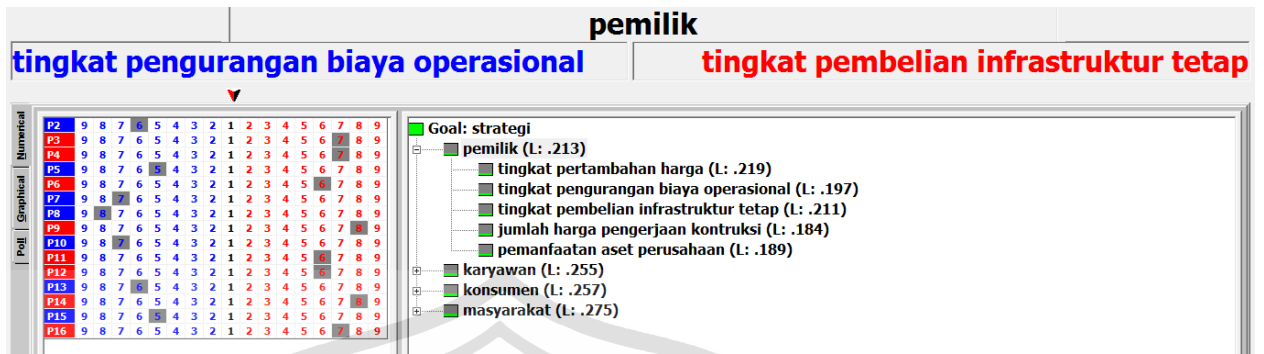 pemilik
tingkat pengurangan biaya operasional
tingkat pembelian infrastruktur tetap
Numerical
Graphical
Poll
P2 9 8 7 6 5 4 3 2 1 2 3 4 5 6 7 8 9
P3 9 8 7 6 5 4 3 2 1 2 3 4 5 6 7 8 9
P4 9 8 7 6 5 4 3 2 1 2 3 4 5 6 7 8 9
P5 9 8 7 6 5 4 3 2 1 2 3 4 5 6 7 8 9
P6 9 8 7 6 5 4 3 2 1 2 3 4 5 6 7 8 9
P7 9 8 7 6 5 4 3 2 1 2 3 4 5 6 7 8 9
P8 9 8 7 6 5 4 3 2 1 2 3 4 5 6 7 8 9
P9 9 8 7 6 5 4 3 2 1 2 3 4 5 6 7 8 9
P10 9 8 7 6 5 4 3 2 1 2 3 4 5 6 7 8 9
P11 9 8 7 6 5 4 3 2 1 2 3 4 5 6 7 8 9
P12 9 8 7 6 5 4 3 2 1 2 3 4 5 6 7 8 9
P13 9 8 7 6 5 4 3 2 1 2 3 4 5 6 7 8 9
P14 9 8 7 6 5 4 3 2 1 2 3 4 5 6 7 8 9
P15 9 8 7 6 5 4 3 2 1 2 3 4 5 6 7 8 9
P16 9 8 7 6 5 4 3 2 1 2 3 4 5 6 7 8 9
Goal: strategi
pemilik (L: .213)
tingkat pertambahan harga (L: .219)
tingkat pengurangan biaya operasional (L: .197)
tingkat pembelian infrastruktur tetap (L: .211)
jumlah harga pengerjaan kontruksi (L: .184)
pemanfaatan aset perusahaan (L: .189)
karyawan (L: .255)
konsumen (L: .257)
masyarakat (L: .275)